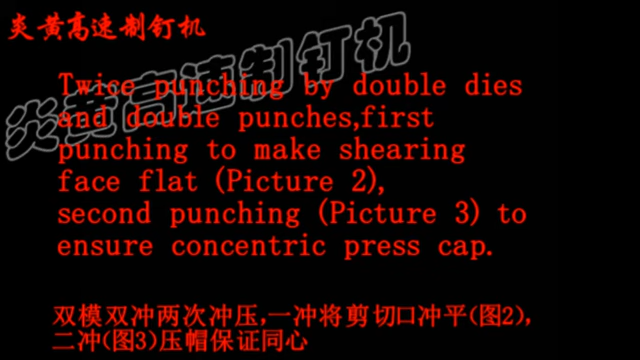 炎黄高速制钉机
炎黄高速制钉机
Twice punching by double dies
and double punches,first
punching to make shearing
face flat (Picture 2),
second punching (Picture 3) to
ensure concentric press cap.
双模双冲两次冲压,一冲将剪切口冲平(图2),
二冲(图3)压帽保证同心